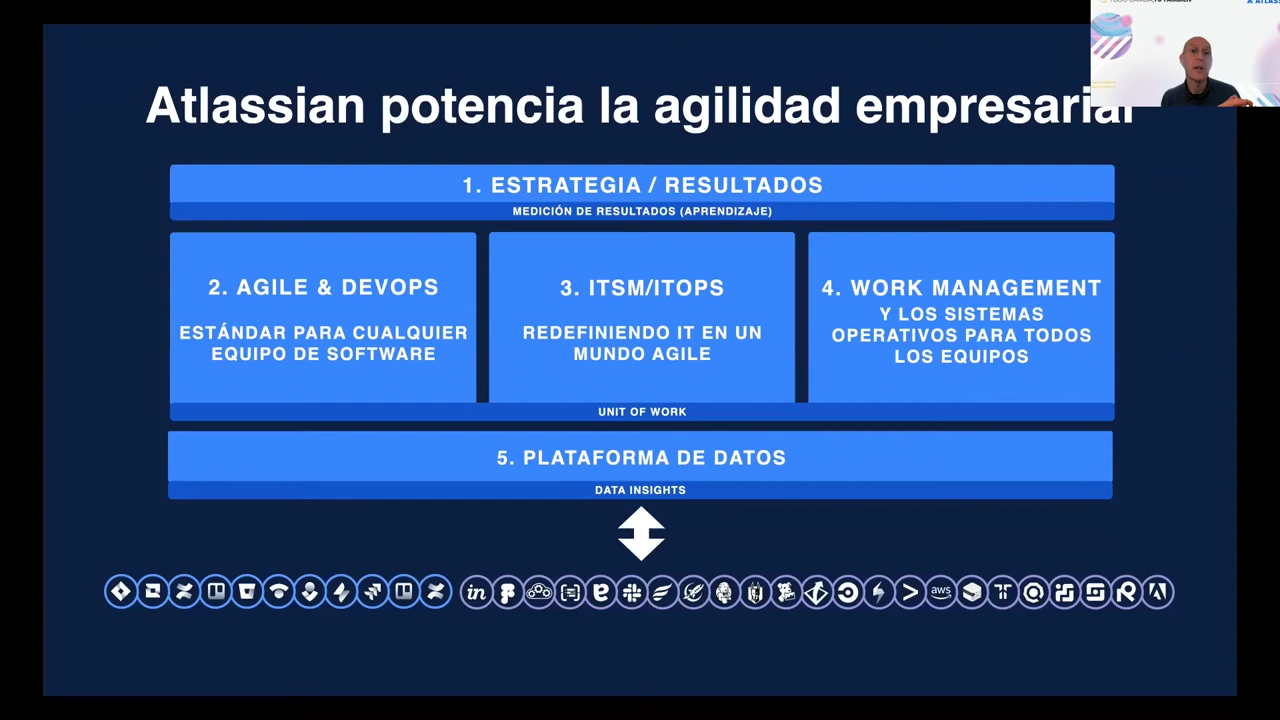 Atlassian potencia la agilidad empresarial
1. ESTRATEGIA / RESULTADOS
MEDICIÓN DE RESULTADOS (APRENDIZAJE)
2. AGILE & DEVOPS
ESTÁNDAR PARA CUALQUIER
EQUIPO DE SOFTWARE
3. ITSM/ITOPS
REDEFINIENDO IT EN UN
MUNDO AGILE
4. WORK MANAGEMENT
Y LOS SISTEMAS
OPERATIVOS PARA TODOS
LOS EQUIPOS
UNIT OF WORK
5. PLATAFORMA DE DATOS
DATA INSIGHTS
in
aws